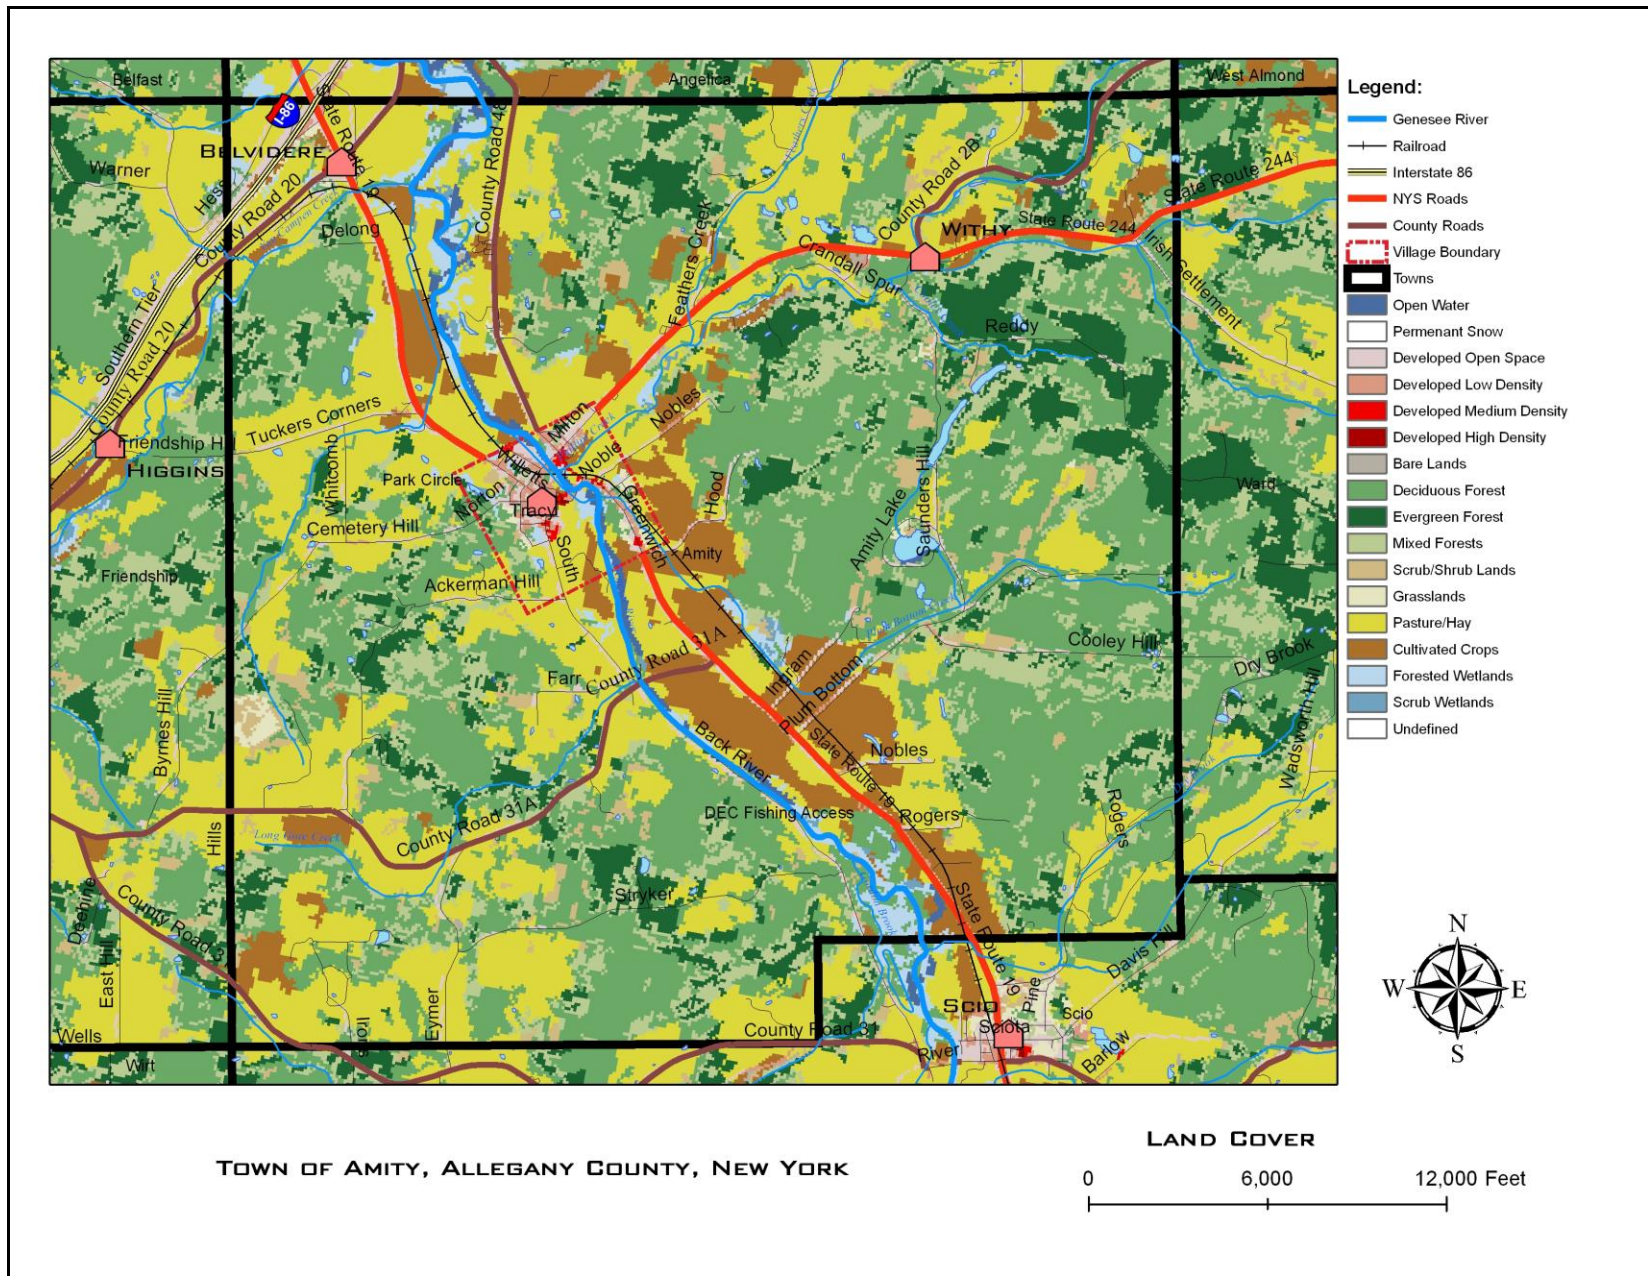 Belfast
Angelica
West Almond
I-86
State Route 19
BELVIDERE
Warner
Hess
County Road 20
Delong
County Road 48
County Road 2B
State Route 244
WITHY
State Route 244
Feathers Creek
Crandall Spur
Irish Settlement
Southern Tier
County Road 20
Reddy
Tuckers Corners
Friendship Hill
HIGGINS
Whitcomb
Milton
Nobles
Willets
Noble
Park Circle
Norton
Tracy
Greenwich
Hood
Ward
Cemetery Hill
South
Amity
Amity Lake
Saunders Hill
Friendship
Ackerman Hill
Cooley Hill
Dry Brook
Wadsworth Hill
Farr
County Road 31A
Ingram
Plum Bottom
Byrnes Hill
Back River
State Route 19
Nobles
DEC Fishing Access
Rogers
Rogers
Hills
Long Nose Creek
County Road 31A
Deehine
County Road 3
Stryker
State Route 19
East Hill
Davis Hill
Pine
SCIO
Scio
Sciota
Wells
Irons
Eymer
County Road 31
River
Barlow
Wirt
Legend:
Genesee River
Railroad
Interstate 86
NYS Roads
County Roads
Village Boundary
Towns
Open Water
Permenant Snow
Developed Open Space
Developed Low Density
Developed Medium Density
Developed High Density
Bare Lands
Deciduous Forest
Evergreen Forest
Mixed Forests
Scrub/Shrub Lands
Grasslands
Pasture/Hay
Cultivated Crops
Forested Wetlands
Scrub Wetlands
Undefined
N
W E
S
LAND COVER
TOWN OF AMITY, ALLEGANY COUNTY, NEW YORK
0 6,000 12,000 Feet